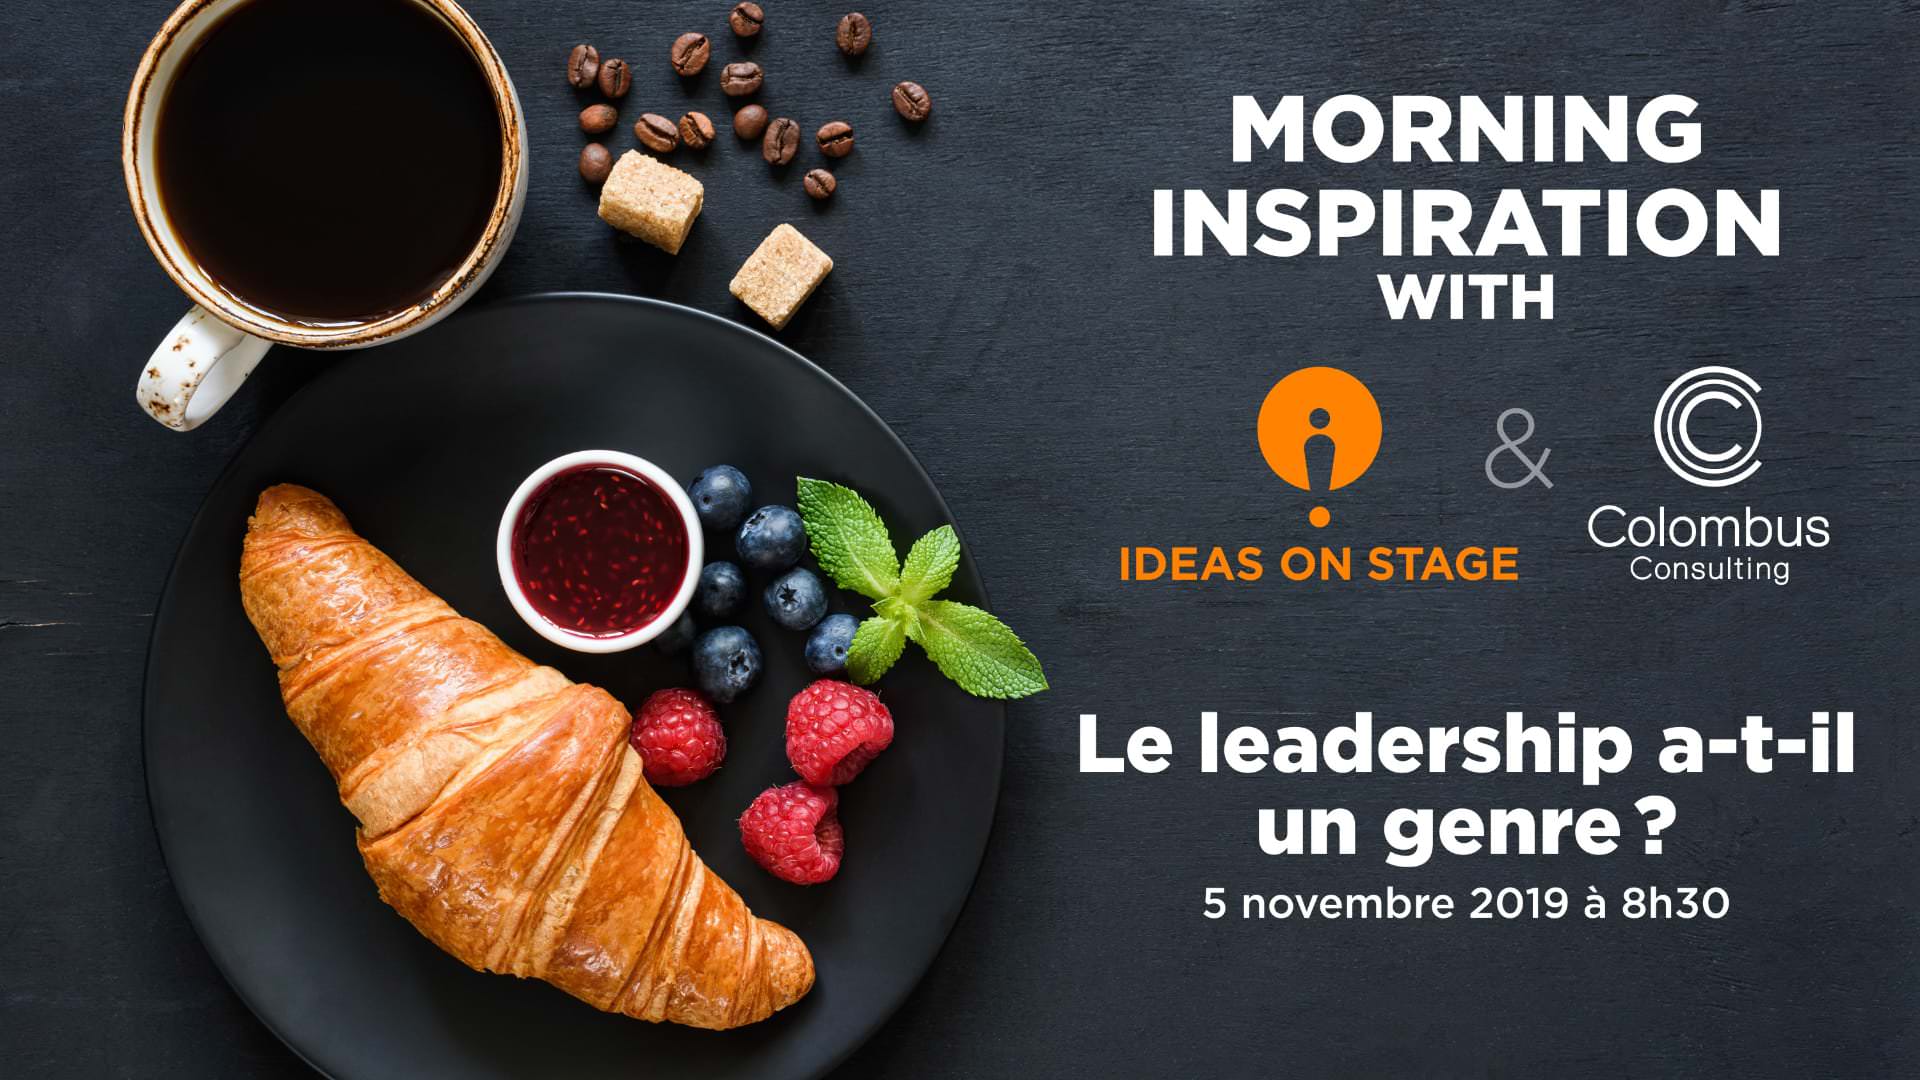 MORNING
INSPIRATION
WITH
IDEAS ON STAGE
&
Colombus
Consulting
Le leadership a-t-il
un genre ?
5 novembre 2019 à 8h30